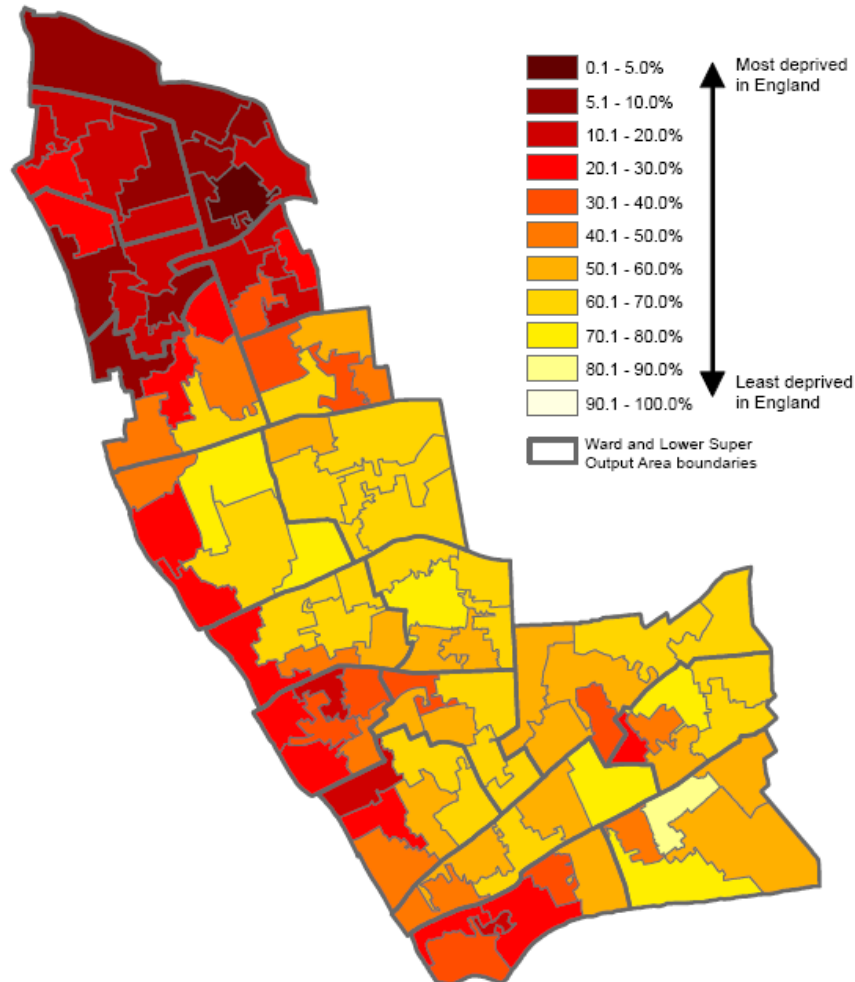 0.1 - 5.0%
5.1 - 10.0%
10.1 - 20.0%
20.1 - 30.0%
30.1 - 40.0%
40.1 - 50.0%
50.1 - 60.0%
60.1 - 70.0%
70.1 - 80.0%
80.1 - 90.0%
90.1 - 100.0%
Most deprived
in England
Least deprived
in England
Ward and Lower Super
Output Area boundaries